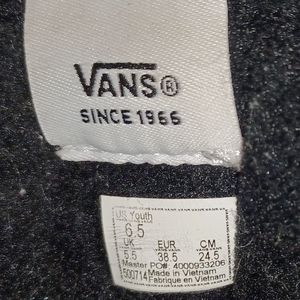 VANS®
SINCE 1966
US Youth
6.5
UK EUR CM
5.5 38.5 24.5
Master PO#: 4000933206
500714 Made in Vietnam
Fabrique en Vietnam